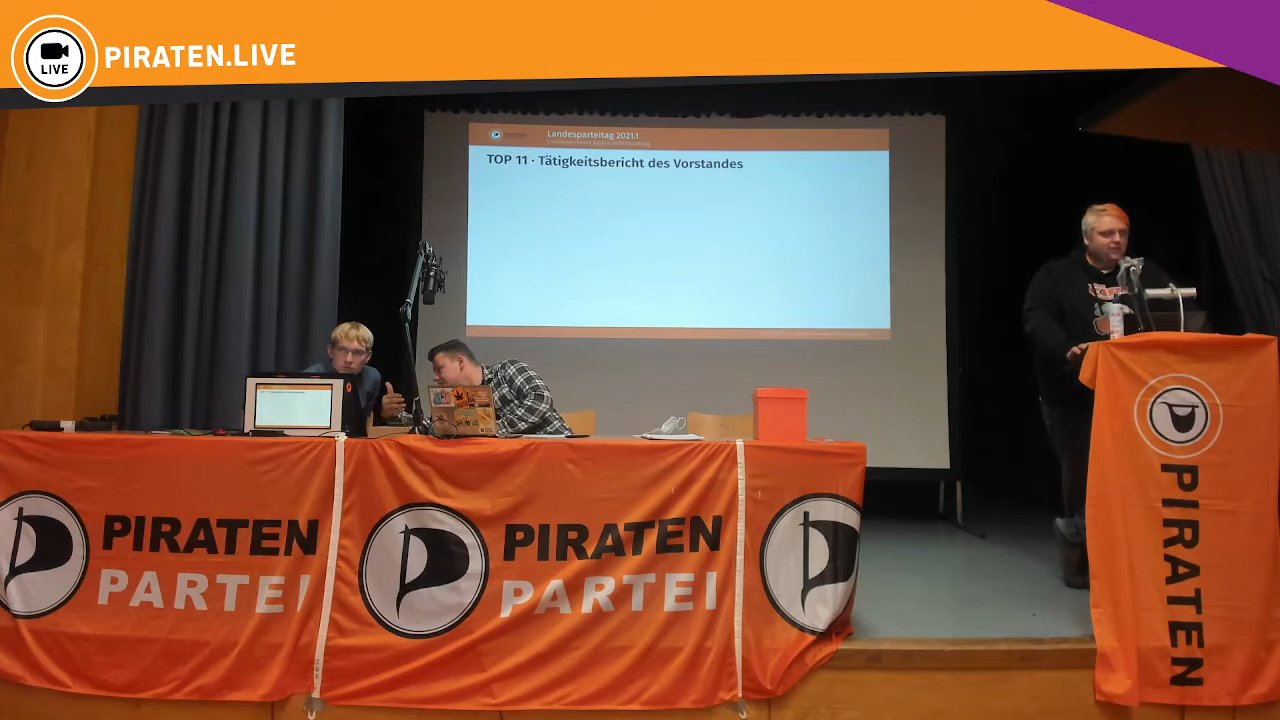 LIVE
PIRATEN.LIVE
Landesparteitag 2021.1
TOP 11 · Tätigkeitsbericht des Vorstandes
PIRATEN
PARTEI
PIRATEN
PARTEI
PIRATEN